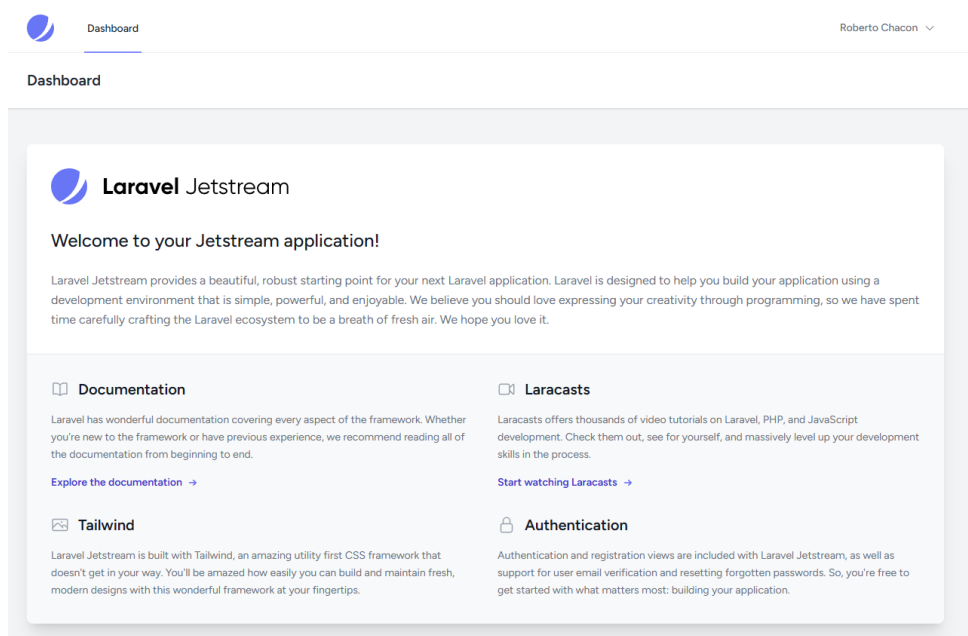 Dashboard
Roberto Chacon
Dashboard
Laravel Jetstream
Welcome to your Jetstream application!
Laravel Jetstream provides a beautiful, robust starting point for your next Laravel application. Laravel is designed to help you build your application using a
development environment that is simple, powerful, and enjoyable. We believe you should love expressing your creativity through programming, so we have spent
time carefully crafting the Laravel ecosystem to be a breath of fresh air. We hope you love it.
Documentation
Laravel has wonderful documentation covering every aspect of the framework. Whether
you're new to the framework or have previous experience, we recommend reading all of
the documentation from beginning to end.
Explore the documentation →
Laracasts
Laracasts offers thousands of video tutorials on Laravel, PHP, and JavaScript
development. Check them out, see for yourself, and massively level up your development
skills in the process.
Start watching Laracasts →
Tailwind
Laravel Jetstream is built with Tailwind, an amazing utility first CSS framework that
doesn't get in your way. You'll be amazed how easily you can build and maintain fresh,
modern designs with this wonderful framework at your fingertips.
Authentication
Authentication and registration views are included with Laravel Jetstream, as well as
support for user email verification and resetting forgotten passwords. So, you're free to
get started with what matters most: building your application.